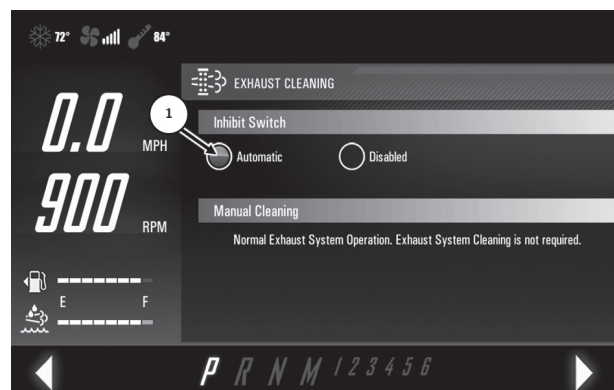 72° 84°
EXHAUST CLEANING
1
Inhibit Switch
0.0 MPH
Automatic Disabled
900 RPM
Manual Cleaning
Normal Exhaust System Operation. Exhaust System Cleaning is not required.
E F
P R N M 1 2 3 4 5 6